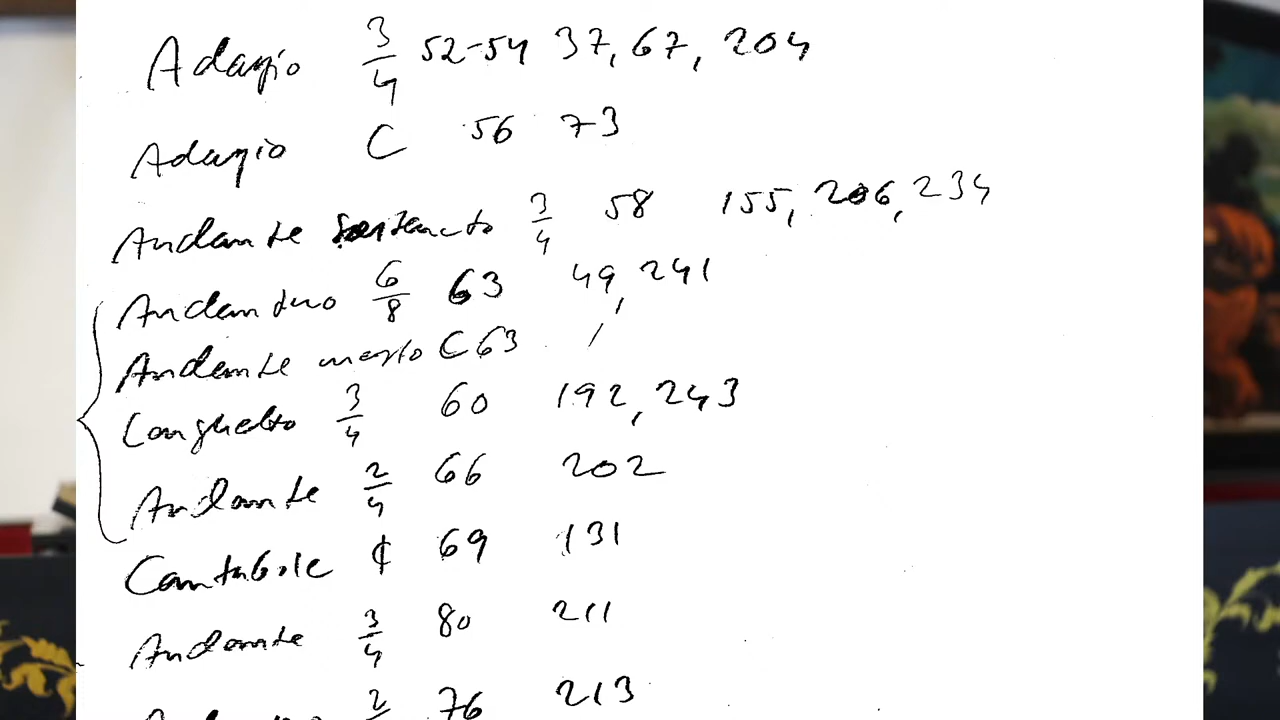 Adagio 3/4 52-54 37, 67, 204
Adagio C 56 73
Andante sostenuto 3/4 58 155, 206, 234
Andantino 6/8 63 49, 241
Andante mesto C 63
Larghetto 3/4 60 192, 243
Andante 2/4 66 202
Cantabile ¢ 69 131
Andante 3/4 80 211
2/ 76 213